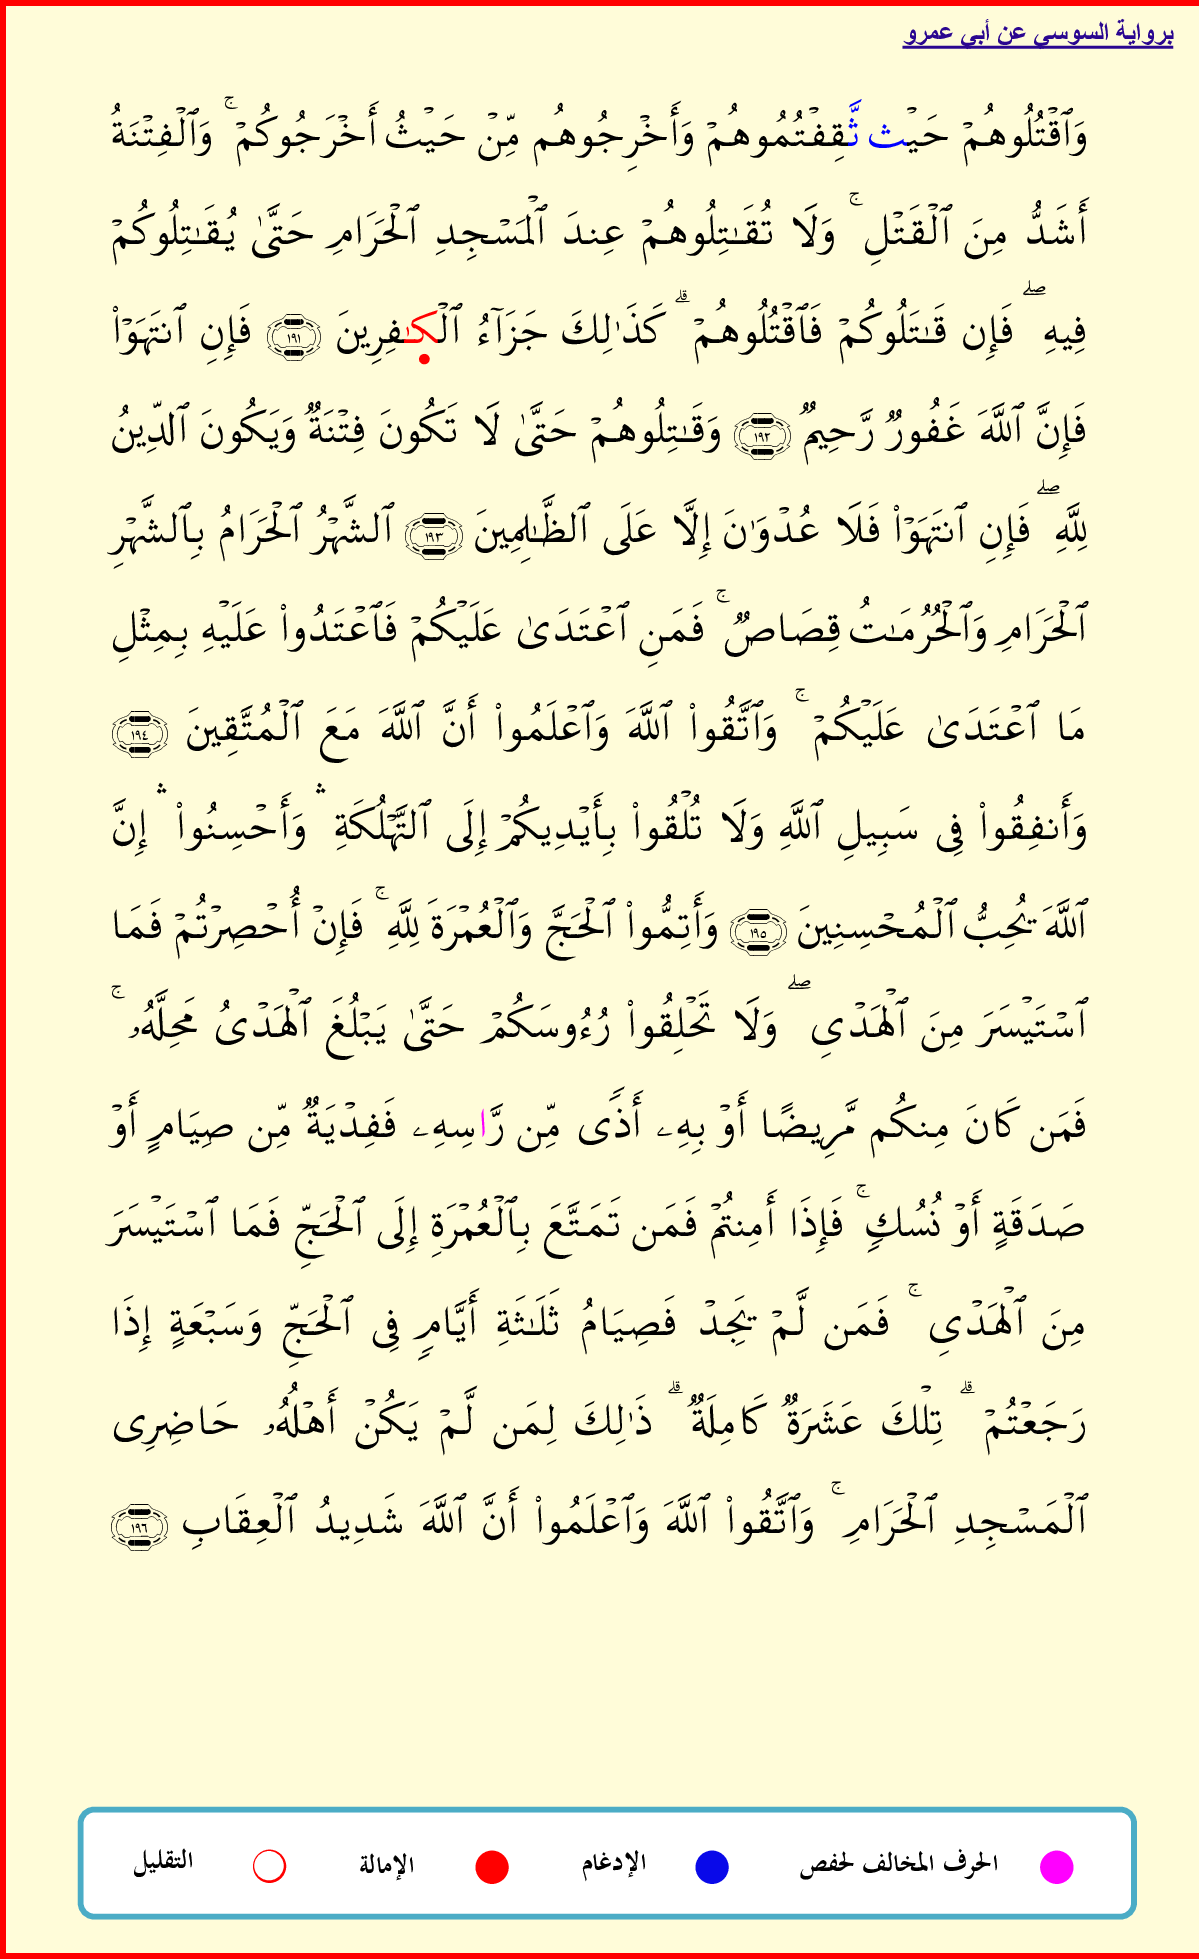 برواية السوسي عن أبي عمرو
وَٱقۡتُلُوهُمۡ حَيۡث ثَّقِفۡتُمُوهُمۡ وَأَخۡرِجُوهُم مِّنۡ حَيۡثُ أَخۡرَجُوكُمۡۚ وَٱلۡفِتۡنَةُ
أَشَدُّ مِنَ ٱلۡقَتۡلِۚ وَلَا تُقَٰتِلُوهُمۡ عِندَ ٱلۡمَسۡجِدِ ٱلۡحَرَامِ حَتَّىٰ يُقَٰتِلُوكُمۡ
فِيهِۖ فَإِن قَٰتَلُوكُمۡ فَٱقۡتُلُوهُمۡۗ كَذَٰلِكَ جَزَآءُ ٱلۡكَٰفِرِينَ ١٩١ فَإِنِ ٱنتَهَوۡاْ
فَإِنَّ ٱللَّهَ غَفُورٞ رَّحِيمٞ ١٩٢ وَقَٰتِلُوهُمۡ حَتَّىٰ لَا تَكُونَ فِتۡنَةٞ وَيَكُونَ ٱلدِّينُ
لِلَّهِۖ فَإِنِ ٱنتَهَوۡاْ فَلَا عُدۡوَٰنَ إِلَّا عَلَى ٱلظَّٰلِمِينَ ١٩٣ ٱلشَّهۡرُ ٱلۡحَرَامُ بِٱلشَّهۡرِ
ٱلۡحَرَامِ وَٱلۡحُرُمَٰتُ قِصَاصٞۚ فَمَنِ ٱعۡتَدَىٰ عَلَيۡكُمۡ فَٱعۡتَدُواْ عَلَيۡهِ بِمِثۡلِ
مَا ٱعۡتَدَىٰ عَلَيۡكُمۡۚ وَٱتَّقُواْ ٱللَّهَ وَٱعۡلَمُواْ أَنَّ ٱللَّهَ مَعَ ٱلۡمُتَّقِينَ ١٩٤
وَأَنفِقُواْ فِي سَبِيلِ ٱللَّهِ وَلَا تُلۡقُواْ بِأَيۡدِيكُمۡ إِلَى ٱلتَّهۡلُكَةِ ۛ وَأَحۡسِنُواْ ۛ إِنَّ
ٱللَّهَ يُحِبُّ ٱلۡمُحۡسِنِينَ ١٩٥ وَأَتِمُّواْ ٱلۡحَجَّ وَٱلۡعُمۡرَةَ لِلَّهِۚ فَإِنۡ أُحۡصِرۡتُمۡ فَمَا
ٱسۡتَيۡسَرَ مِنَ ٱلۡهَدۡيِۖ وَلَا تَحۡلِقُواْ رُءُوسَكُمۡ حَتَّىٰ يَبۡلُغَ ٱلۡهَدۡيُ مَحِلَّهُۥۚ
فَمَن كَانَ مِنكُم مَّرِيضًا أَوۡ بِهِۦ أَذٗى مِّن رَّاسِهِۦ فَفِدۡيَةٞ مِّن صِيَامٍ أَوۡ
صَدَقَةٍ أَوۡ نُسُكٖۚ فَإِذَا أَمِنتُمۡ فَمَن تَمَتَّعَ بِٱلۡعُمۡرَةِ إِلَى ٱلۡحَجِّ فَمَا ٱسۡتَيۡسَرَ
مِنَ ٱلۡهَدۡيِۚ فَمَن لَّمۡ يَجِدۡ فَصِيَامُ ثَلَٰثَةِ أَيَّامٖ فِي ٱلۡحَجِّ وَسَبۡعَةٍ إِذَا
رَجَعۡتُمۡۗ تِلۡكَ عَشَرَةٞ كَامِلَةٞۗ ذَٰلِكَ لِمَن لَّمۡ يَكُنۡ أَهۡلُهُۥ حَاضِرِي
ٱلۡمَسۡجِدِ ٱلۡحَرَامِۚ وَٱتَّقُواْ ٱللَّهَ وَٱعۡلَمُواْ أَنَّ ٱللَّهَ شَدِيدُ ٱلۡعِقَابِ ١٩٦
الحرف المخالف لحفص الإدغام الإمالة التقليل